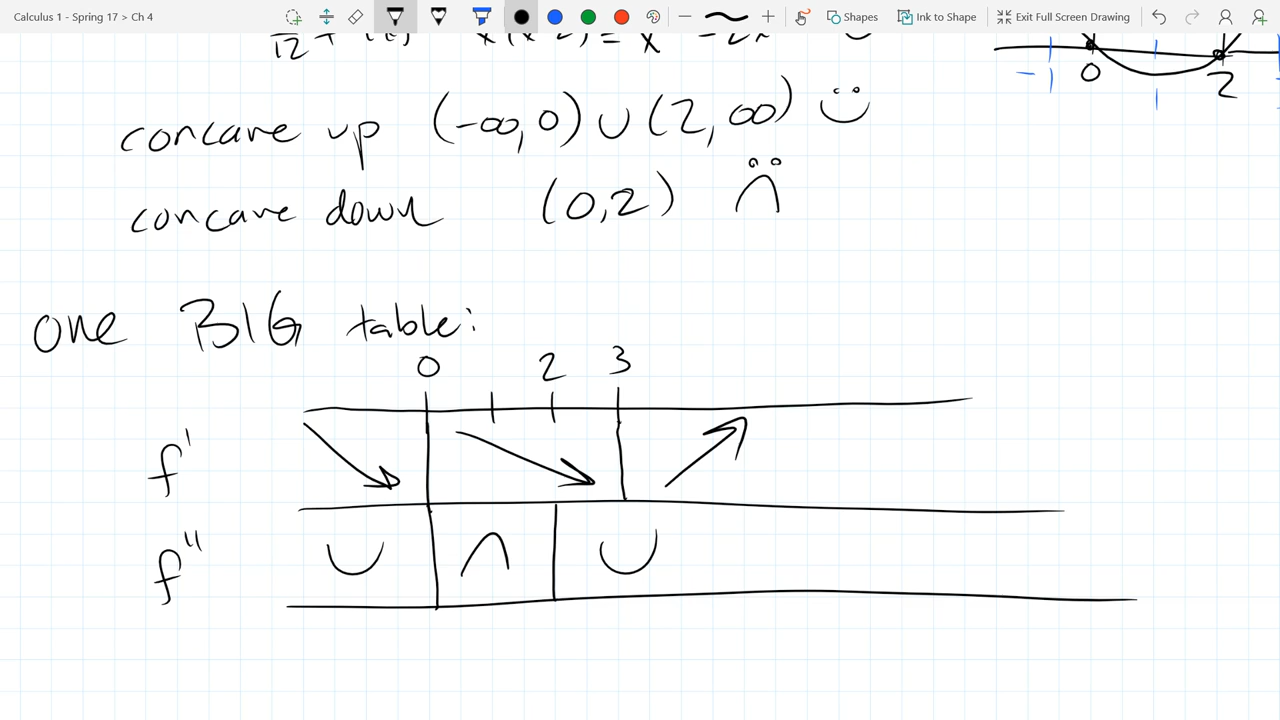 Calculus 1 - Spring 17 > Ch 4
Shapes
Ink to Shape
Exit Full Screen Drawing
-1 0 2
concave up (-∞,0) ∪ (2,∞)
concave down (0,2)
one BIG table:
0 2 3
f'
f"